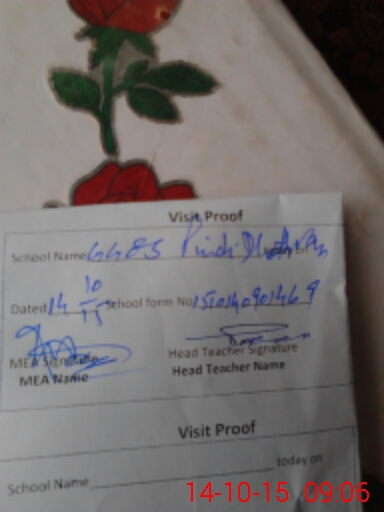 Visit Proof
School Name GGES Pindi
Dated 14 10 15 School form No 
MEA Signature Head Teacher Signature
MEA Name Head Teacher Name
Visit Proof
today on
School Name
14-10-15 09:06